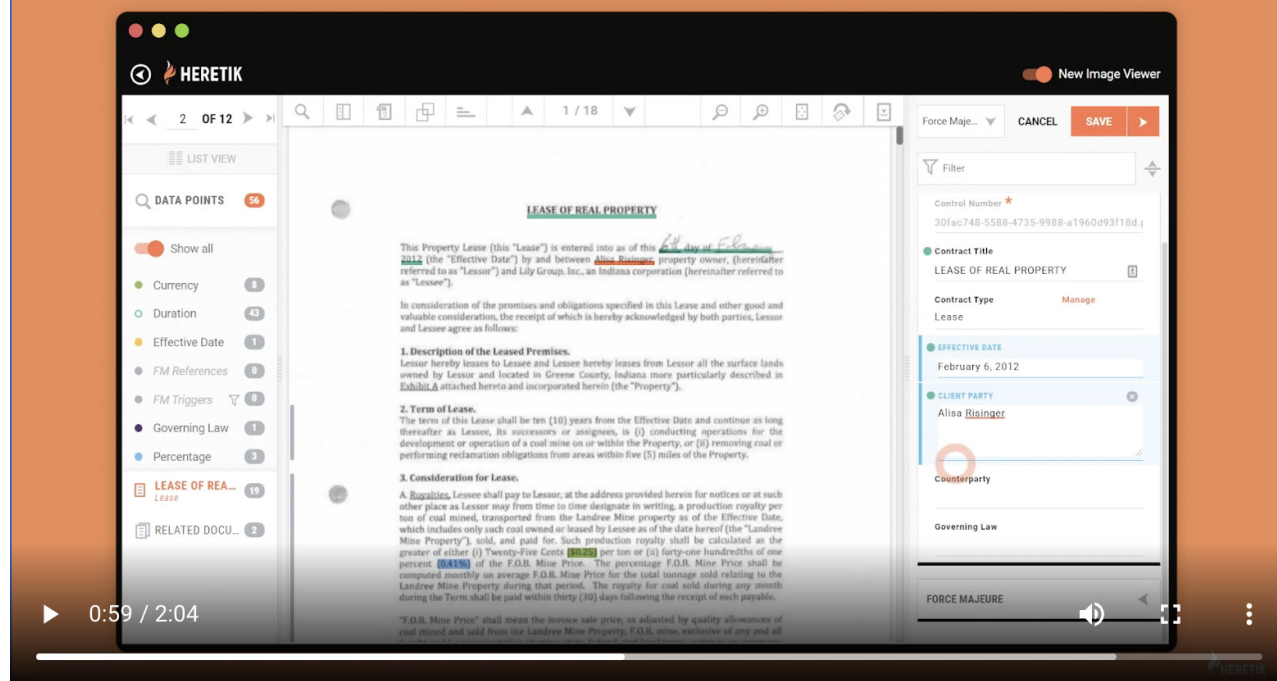 HERETIK
New Image Viewer
2 OF 12
1 / 18
Force Maje...
CANCEL
SAVE
LIST VIEW
Filter
DATA POINTS 56
Show all
Currency 8
Duration 43
Effective Date 1
FM References 0
FM Triggers 0
Governing Law 1
Percentage 3
LEASE OF REA... 19
Lease
RELATED DOCU... 2
LEASE OF REAL PROPERTY
This Property Lease (this "Lease") is entered into as of this 6th day of February
2012 (the "Effective Date") by and between Alisa Risinger, property owner, (hereinafter
referred to as "Lessor") and Lily Group, Inc., an Indiana corporation (hereinafter referred to
as "Lessee").
In consideration of the promises and obligations specified in this Lease and other good and
valuable consideration, the receipt of which is hereby acknowledged by both parties, Lessor
and Lessee agree as follows:
1. Description of the Leased Premises.
Lessor hereby leases to Lessee and Lessee hereby leases from Lessor all the surface lands
owned by Lessor and located in Greene County, Indiana more particularly described in
Exhibit A attached hereto and incorporated herein (the "Property").
2. Term of Lease.
The term of this Lease shall be ten (10) years from the Effective Date and continue as long
thereafter as Lessee, its successors or assignees, is (i) conducting operations for the
development or operation of a coal mine on or within the Property, or (ii) removing coal or
performing reclamation obligations from areas within five (5) miles of the Property.
3. Consideration for Lease.
A. Royalties. Lessee shall pay to Lessor, at the address provided herein for notices or at such
other place as Lessor may from time to time designate in writing, a production royalty per
ton of coal mined, transported from the Landree Mine property as of the Effective Date,
which includes only such coal owned or leased by Lessee as of the date hereof (the "Landree
Mine Property"), sold, and paid for. Such production royalty shall be calculated as the
greater of either (i) Twenty-Five Cents ($0.25) per ton or (ii) forty-one hundredths of one
percent (0.41%) of the F.O.B. Mine Price. The percentage F.O.B. Mine Price shall be
computed monthly on average F.O.B. Mine Price for the total tonnage sold relating to the
Landree Mine Property during that period. The royalty for coal sold during any month
during the Term shall be paid within thirty (30) days following the receipt of such payable.
"F.O.B. Mine Price" shall mean the invoice sale price, as adjusted by quality allowances of
coal mined and sold from the Landree Mine Property, F.O.B. mine, exclusive of any and all
Control Number *
30fac748-5588-4735-9988-a1960d93f18d.
Contract Title
LEASE OF REAL PROPERTY
Contract Type Manage
Lease
EFFECTIVE DATE
February 6, 2012
CLIENT PARTY
Alisa Risinger
Counterparty
Governing Law
FORCE MAJEURE
0:59 / 2:04
HERETIK